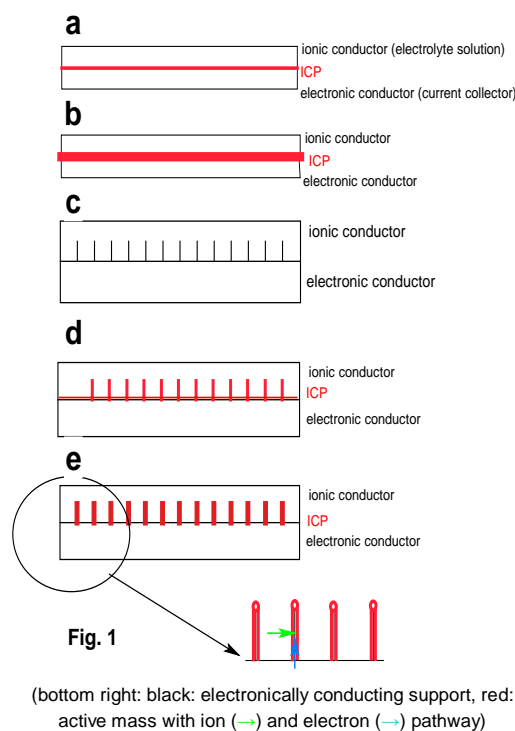 a
ionic conductor (electrolyte solution)
ICP
electronic conductor (current collector)
b
ionic conductor
ICP
electronic conductor
c
ionic conductor
electronic conductor
d
ionic conductor
ICP
electronic conductor
e
ionic conductor
ICP
electronic conductor
Fig. 1
(bottom right: black: electronically conducting support, red:
active mass with ion (→) and electron (→) pathway)